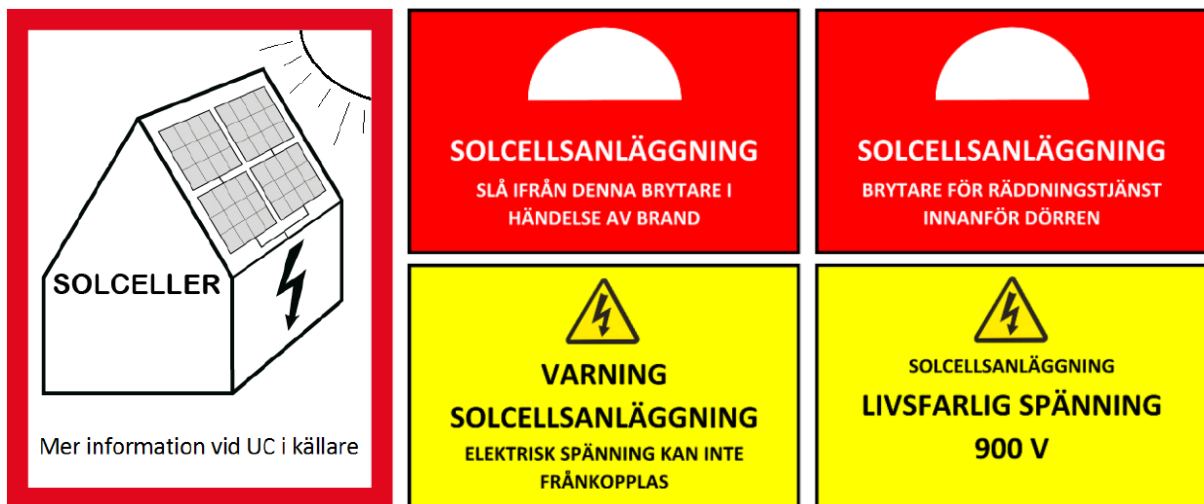 SOLCELLER
Mer information vid UC i källare
SOLCELLSANLÄGGNING
SLÅ IFRÅN DENNA BRYTARE I
HÄNDELSE AV BRAND
SOLCELLSANLÄGGNING
BRYTARE FÖR RÄDDNINGSTJÄNST
INNANFÖR DÖRREN
VARNING
SOLCELLSANLÄGGNING
ELEKTRISK SPÄNNING KAN INTE
FRÅNKOPPLAS
SOLCELLSANLÄGGNING
LIVSFARLIG SPÄNNING
900 V